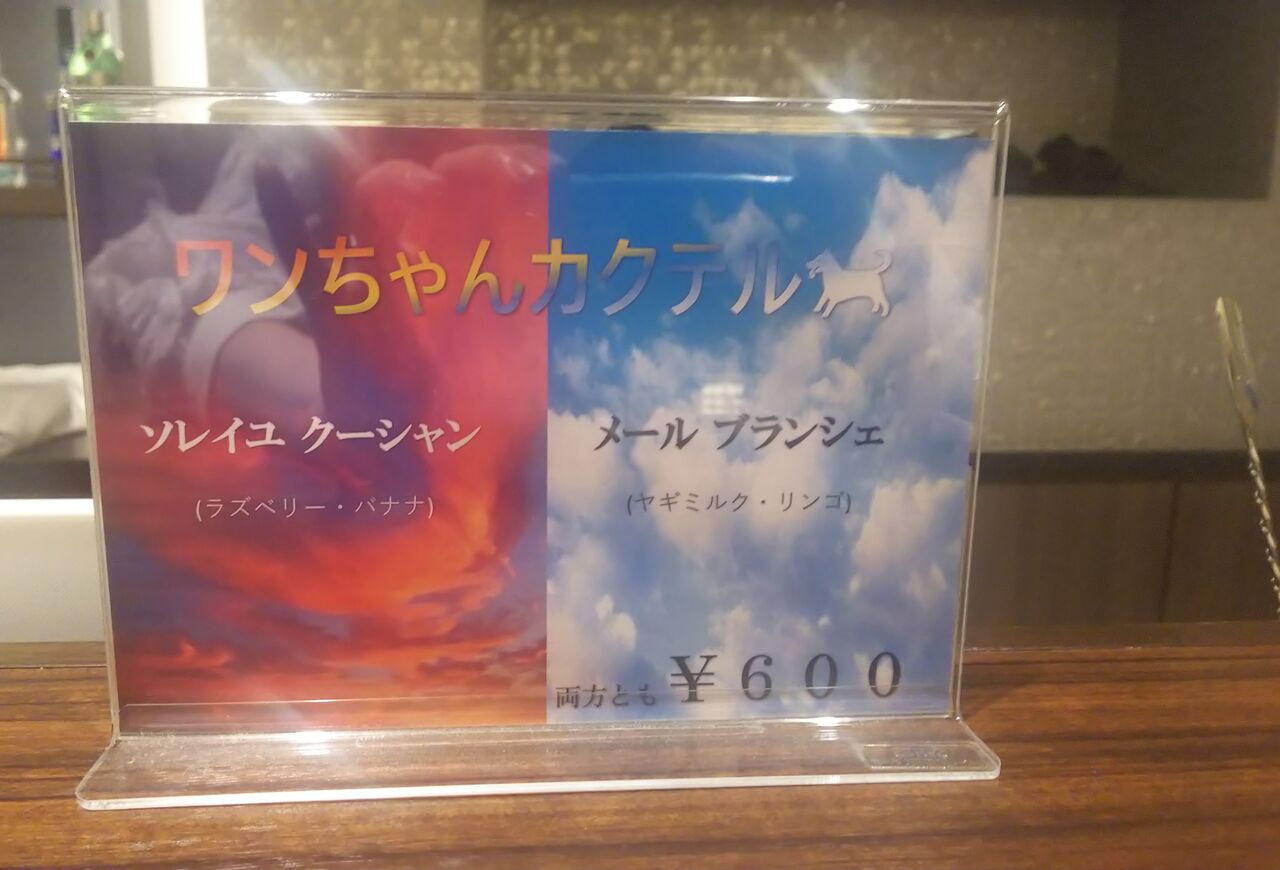 ワンちゃんカクテル
ソレイユ クーシャン
(ラズベリー・バナナ)
メール ブランシェ
(ヤギミルク・リンゴ)
両方とも ¥600